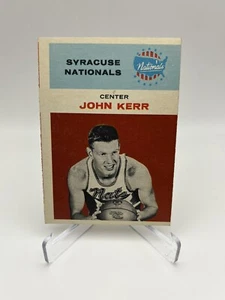 SYRACUSE
NATIONALS
Nationals
CENTER
JOHN KERR
Nats